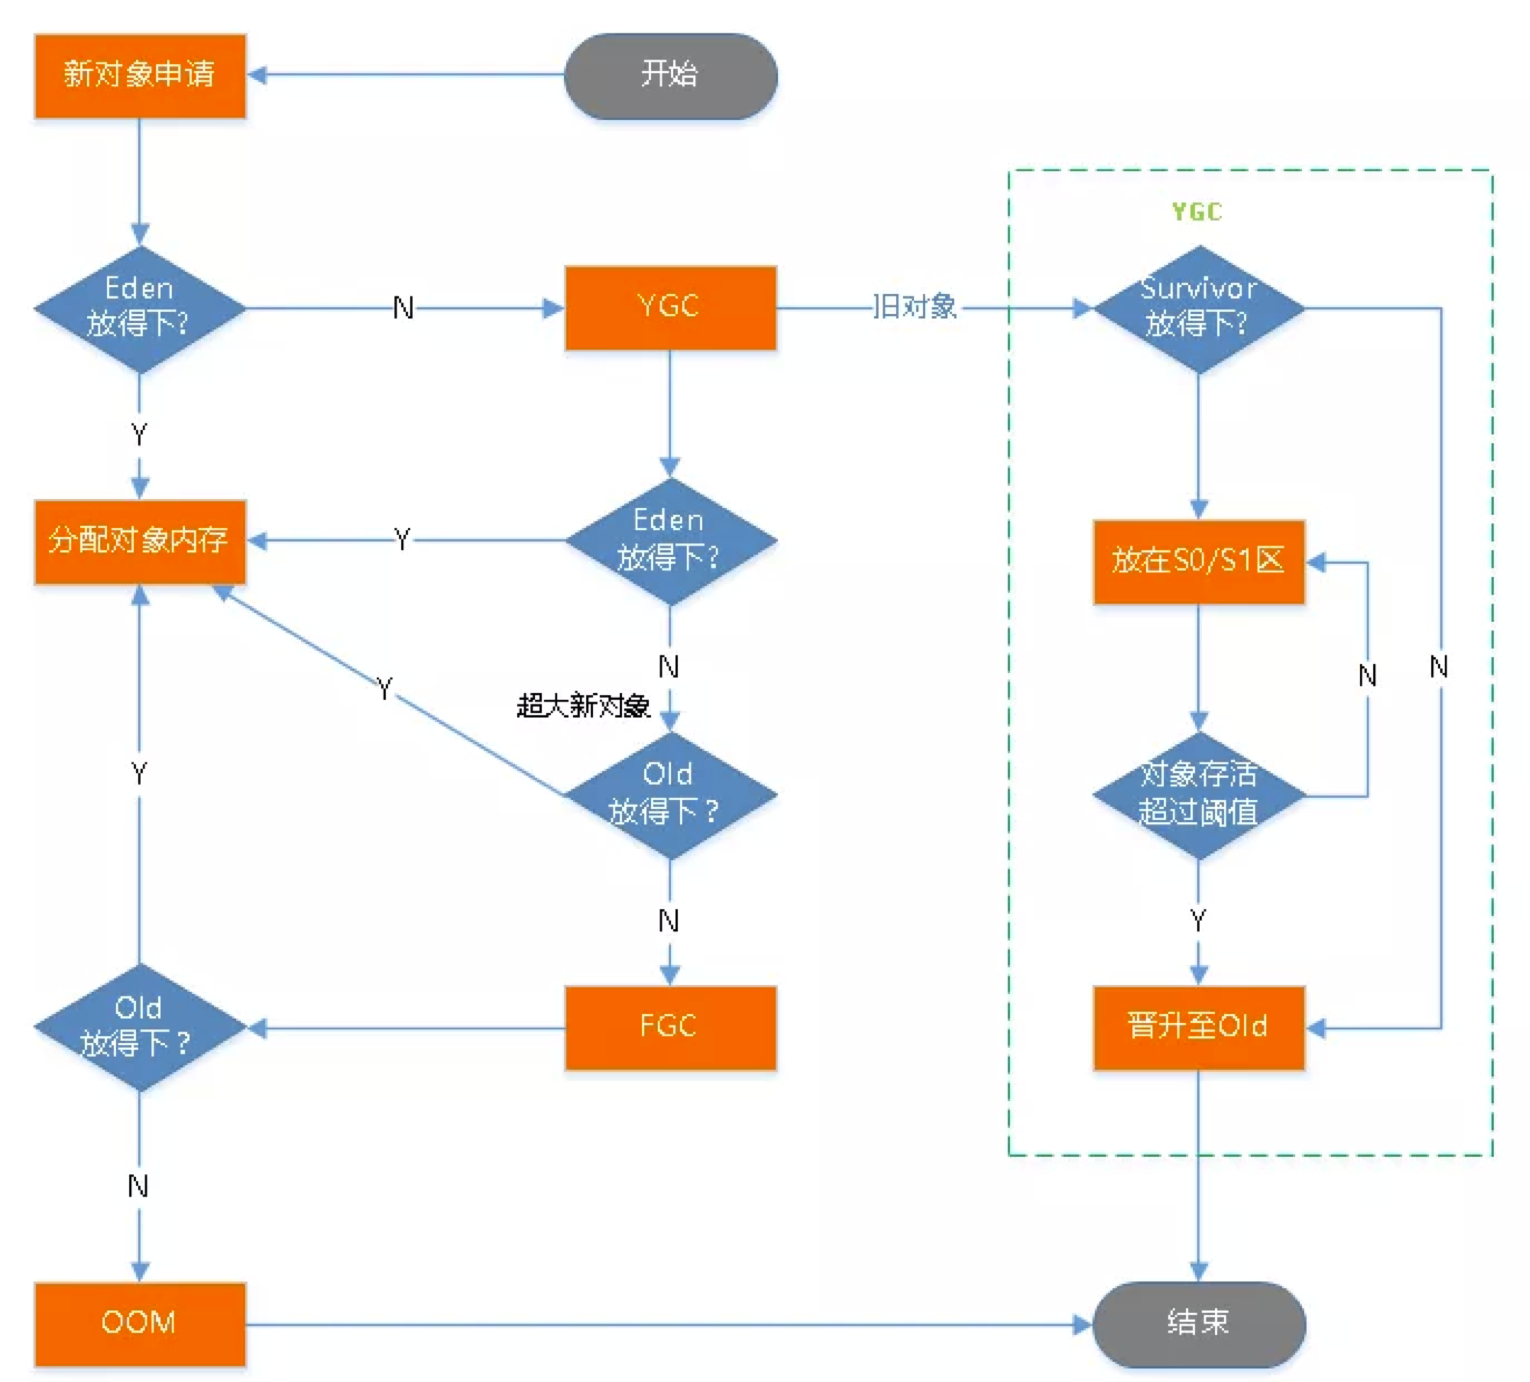 新对象申请
开始
YGC
Eden
放得下?
N
YGC
旧对象
Survivor
放得下?
Y
分配对象内存
Y
Eden
放得下?
放在S0/S1区
N
N
N
Y
超大新对象
Y
Old
放得下？
对象存活
超过阈值
N
Y
Old
放得下？
FGC
晋升至Old
N
OOM
结束